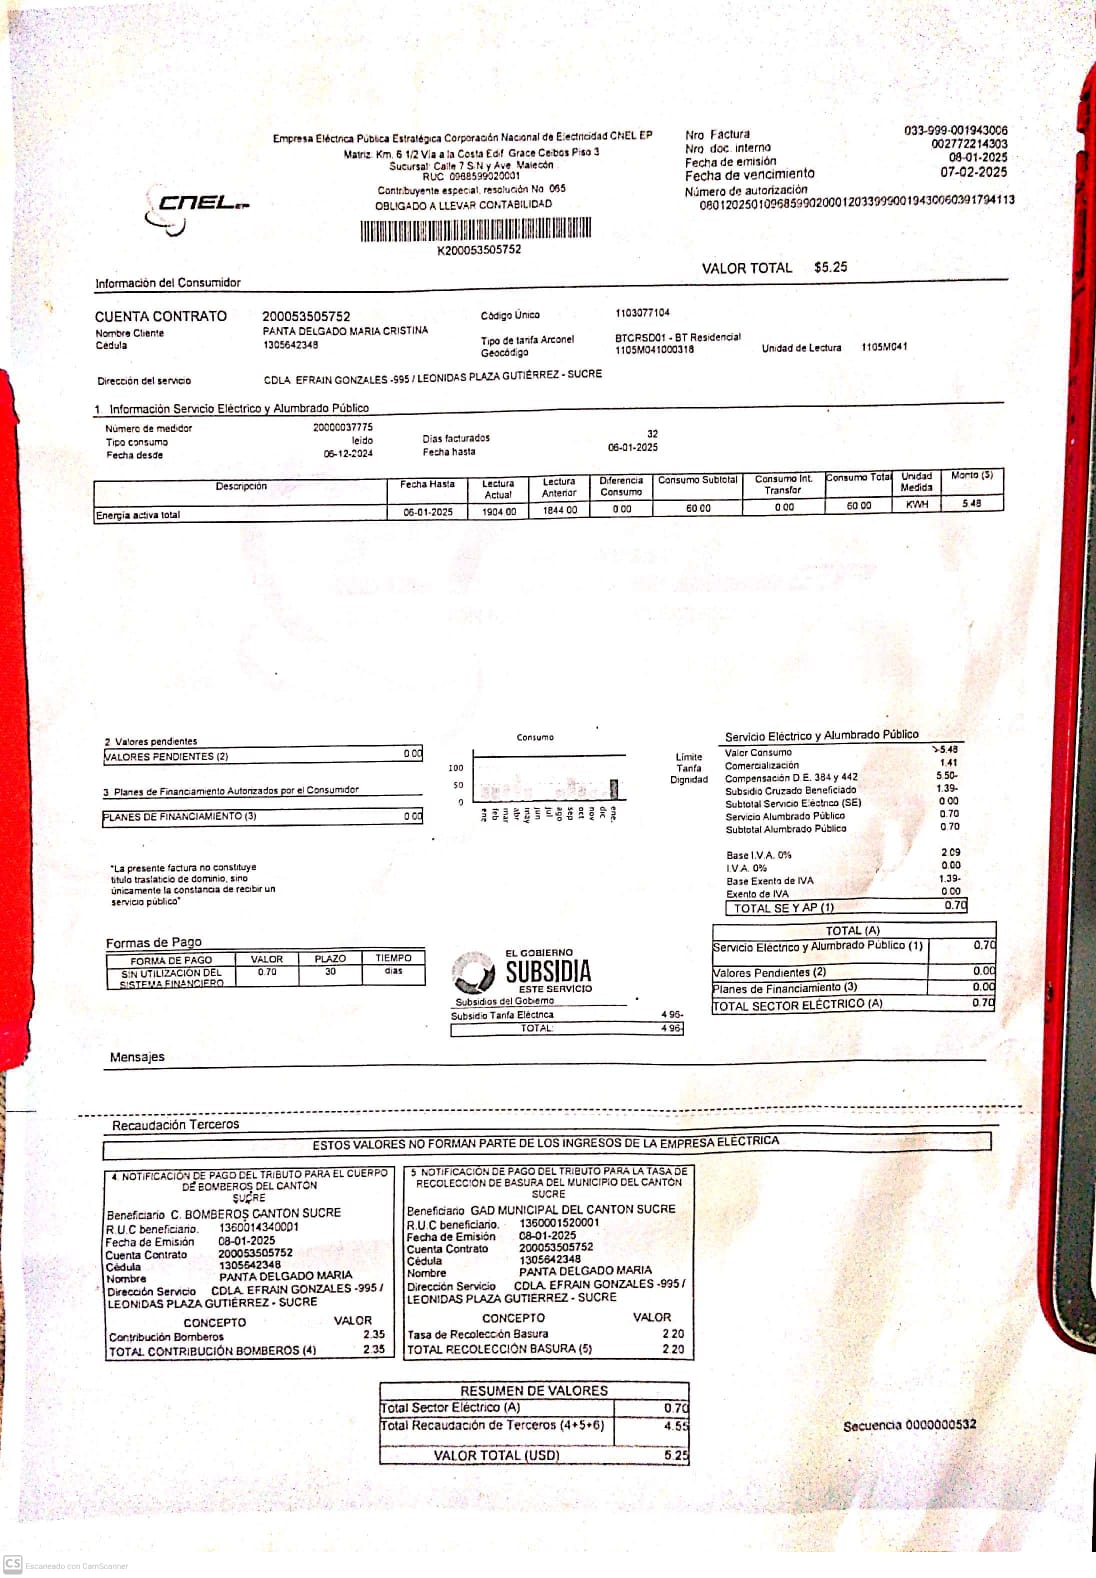 Empresa Eléctrica Pública Estratégica Corporación Nacional de Electricidad CNEL EP
Matriz. Km. 6 1/2 Vía a la Costa Edif Grace Ceibos Piso 3
Sucursal Calle 7 S N y Ave Malecón
RUC 0968599020001
Contribuyente especial, resolución No 065
OBLIGADO A LLEVAR CONTABILIDAD
CNEL EP
K200053505752
Nro Factura 033-999-001943006
Nro doc. interno 002772214303
Fecha de emisión 08-01-2025
Fecha de vencimiento 07-02-2025
Número de autorización
0801202501096859902000120339990019430060391794113
VALOR TOTAL $5.25
Información del Consumidor
CUENTA CONTRATO 200053505752 Código Único 1103077104
Nombre Cliente PANTA DELGADO MARIA CRISTINA
Cédula 1305642348
Tipo de tarifa Arconel BTCRSD01 - BT Residencial
Geocódigo 1105M041000318 Unidad de Lectura 1105M041
Dirección del servicio CDLA. EFRAIN GONZALES -995 / LEONIDAS PLAZA GUTIÉRREZ - SUCRE
1 Información Servicio Eléctrico y Alumbrado Público
Número de medidor 20000037775
Tipo consumo leido Días facturados 32
Fecha desde 06-12-2024 Fecha hasta 06-01-2025
Descripción Fecha Hasta Lectura Actual Lectura Anterior Diferencia Consumo Consumo Subtotal Consumo Int. Transfor Consumo Total Unidad Medida Monto ($)
Energía activa total 06-01-2025 1904 00 1844 00 0 00 60 00 0 00 60 00 KWH 5 48
2 Valores pendientes
VALORES PENDIENTES (2) 0 00
3 Planes de Financiamiento Autorizados por el Consumidor
PLANES DE FINANCIAMIENTO (3) 0 00
Consumo
100
50
0
ene feb mar abr may jun jul ago sep oct nov dic ene.
Límite
Tarifa
Dignidad
Servicio Eléctrico y Alumbrado Público
Valor Consumo 5.48
Comercialización 1.41
Compensación D.E. 384 y 442 5.50-
Subsidio Cruzado Beneficiado 1.39-
Subtotal Servicio Eléctrico (SE) 0 00
Servicio Alumbrado Público 0.70
Subtotal Alumbrado Público 0.70
Base I.V.A. 0% 2 09
I.V.A. 0% 0.00
Base Exento de IVA 1.39-
Exento de IVA 0.00
TOTAL SE Y AP (1) 0.70
"La presente factura no constituye
título traslaticio de dominio, sino
únicamente la constancia de recibir un
servicio público"
Formas de Pago
FORMA DE PAGO VALOR PLAZO TIEMPO
SIN UTILIZACIÓN DEL 0.70 30 días
SISTEMA FINANCIERO
EL GOBIERNO
SUBSIDIA
ESTE SERVICIO
Subsidios del Gobierno
Subsidio Tarifa Eléctrica 4 96-
TOTAL: 4 96-
TOTAL (A)
Servicio Eléctrico y Alumbrado Público (1) 0.70
Valores Pendientes (2) 0.00
Planes de Financiamiento (3) 0.00
TOTAL SECTOR ELÉCTRICO (A) 0.70
Mensajes
Recaudación Terceros
ESTOS VALORES NO FORMAN PARTE DE LOS INGRESOS DE LA EMPRESA ELÉCTRICA
4. NOTIFICACIÓN DE PAGO DEL TRIBUTO PARA EL CUERPO
DE BOMBEROS DEL CANTÓN
SUCRE
Beneficiario C. BOMBEROS CANTON SUCRE
R.U.C beneficiario. 1360014340001
Fecha de Emisión 08-01-2025
Cuenta Contrato 200053505752
Cédula 1305642348
Nombre PANTA DELGADO MARIA
Dirección Servicio CDLA. EFRAIN GONZALES -995 /
LEONIDAS PLAZA GUTIÉRREZ - SUCRE
CONCEPTO VALOR
Contribución Bomberos 2.35
TOTAL CONTRIBUCIÓN BOMBEROS (4) 2.35
5 NOTIFICACIÓN DE PAGO DEL TRIBUTO PARA LA TASA DE
RECOLECCIÓN DE BASURA DEL MUNICIPIO DEL CANTÓN
SUCRE
Beneficiario GAD MUNICIPAL DEL CANTON SUCRE
R.U.C beneficiario. 1360001520001
Fecha de Emisión 08-01-2025
Cuenta Contrato 200053505752
Cédula 1305642348
Nombre PANTA DELGADO MARIA
Dirección Servicio CDLA. EFRAIN GONZALES -995 /
LEONIDAS PLAZA GUTIERREZ - SUCRE
CONCEPTO VALOR
Tasa de Recolección Basura 2.20
TOTAL RECOLECCIÓN BASURA (5) 2 20
RESUMEN DE VALORES
Total Sector Eléctrico (A) 0.70
Total Recaudación de Terceros (4+5+6) 4.55
VALOR TOTAL (USD) 5.25
Secuencia 0000000532
CS Escaneado con CamScanner